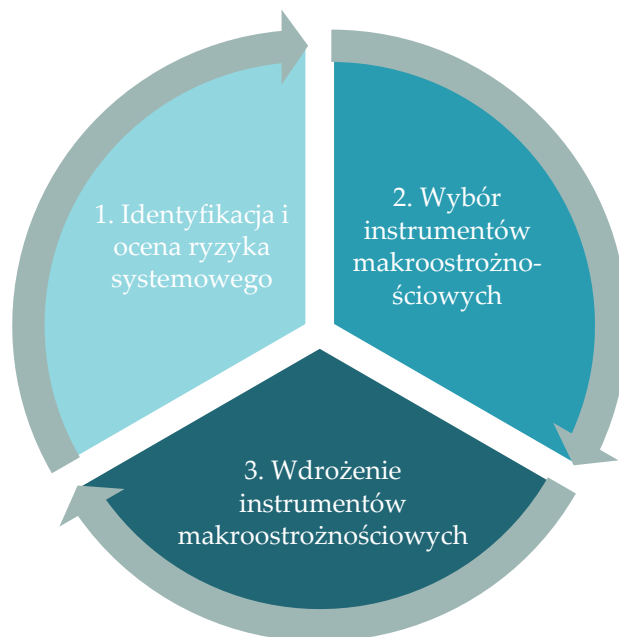 1. Identyfikacja i
ocena ryzyka
systemowego
2. Wybór
instrumentów
makroostrożno-
ściowych
3. Wdrożenie
instrumentów
makroostrożnościowych